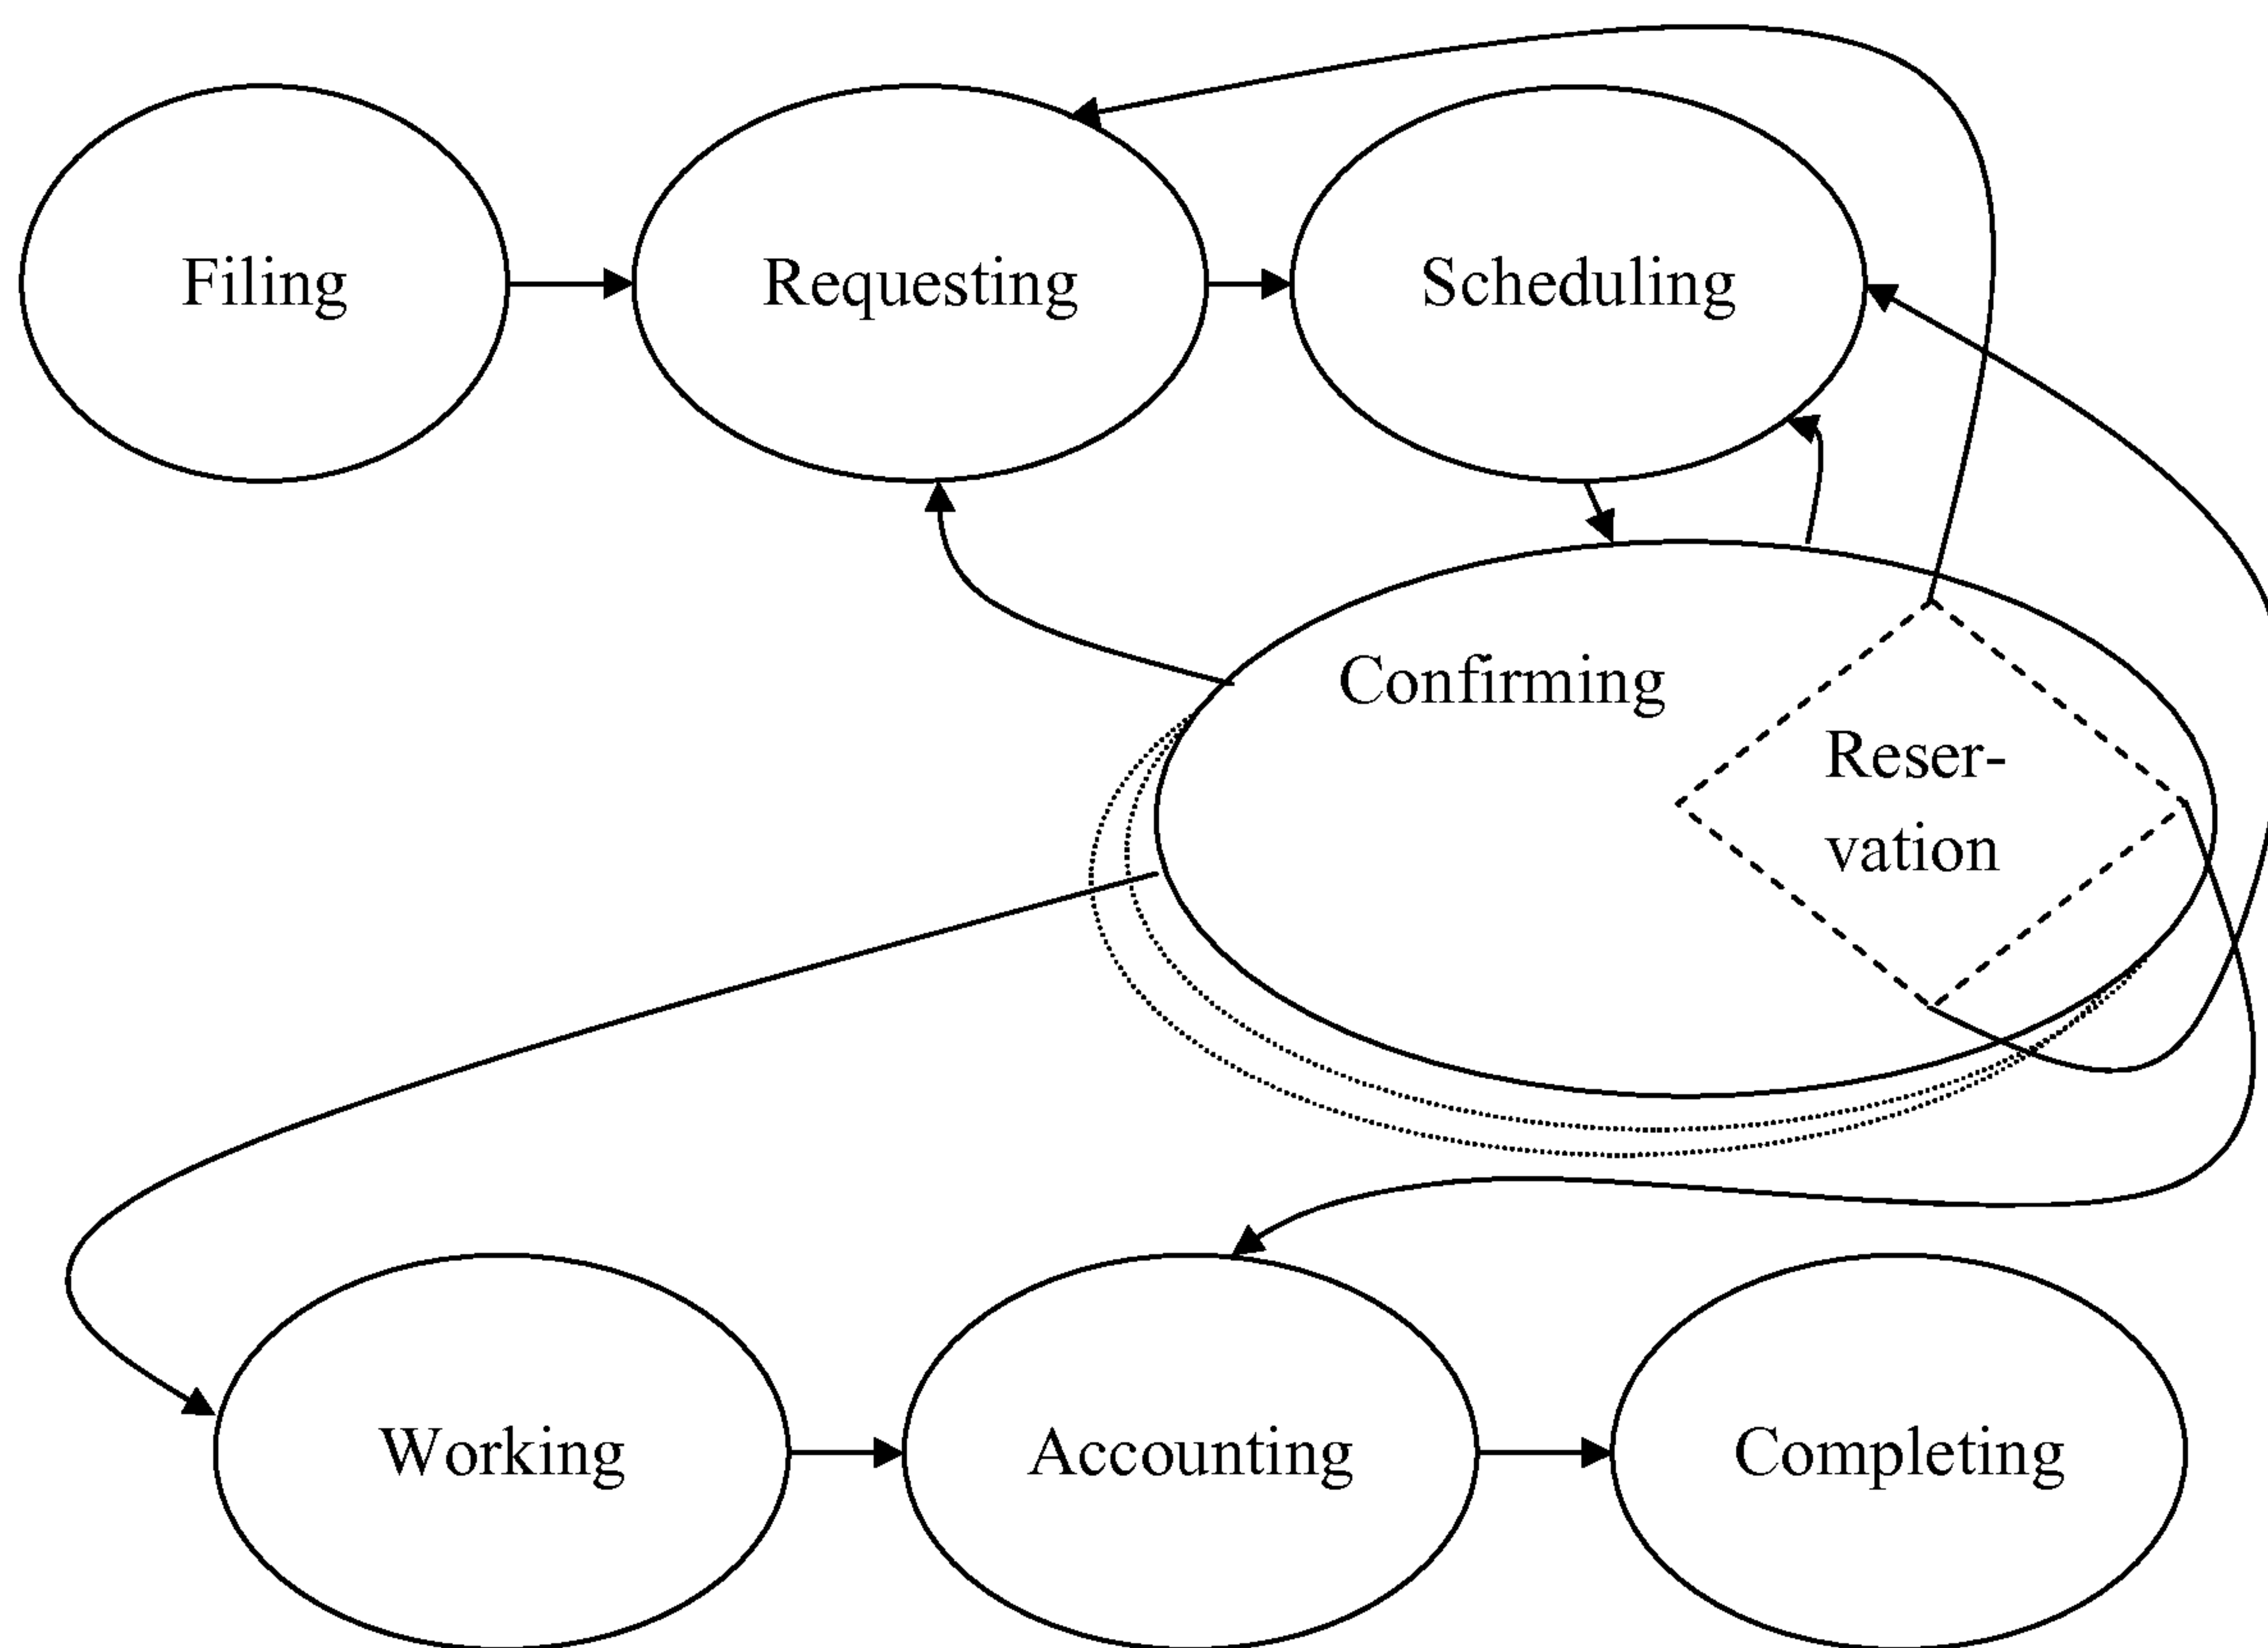 Filing
Requesting
Scheduling
Confirming
Reser-
vation
Working
Accounting
Completing